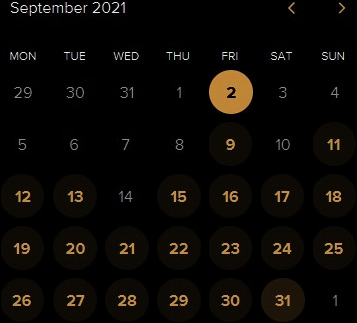 September 2021
MON TUE WED THU FRI SAT SUN
29 30 31 1 2 3 4
5 6 7 8 9 10 11
12 13 14 15 16 17 18
19 20 21 22 23 24 25
26 27 28 29 30 31 1